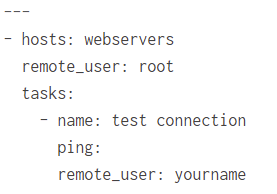 ---
- hosts: webservers
  remote_user: root
  tasks:
    - name: test connection
      ping:
      remote_user: yourname